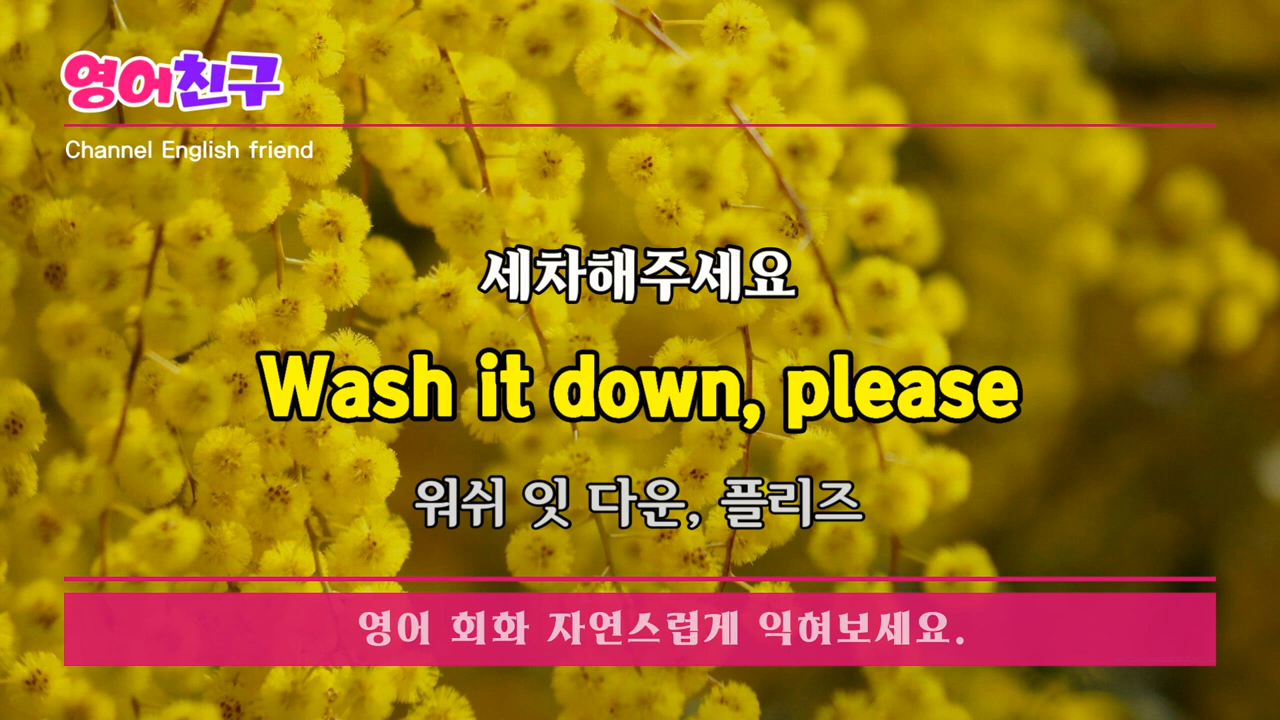 영어친구
Channel English friend
세차해주세요
Wash it down, please
워쉬 잇 다운, 플리즈
영어 회화 자연스럽게 익혀보세요.